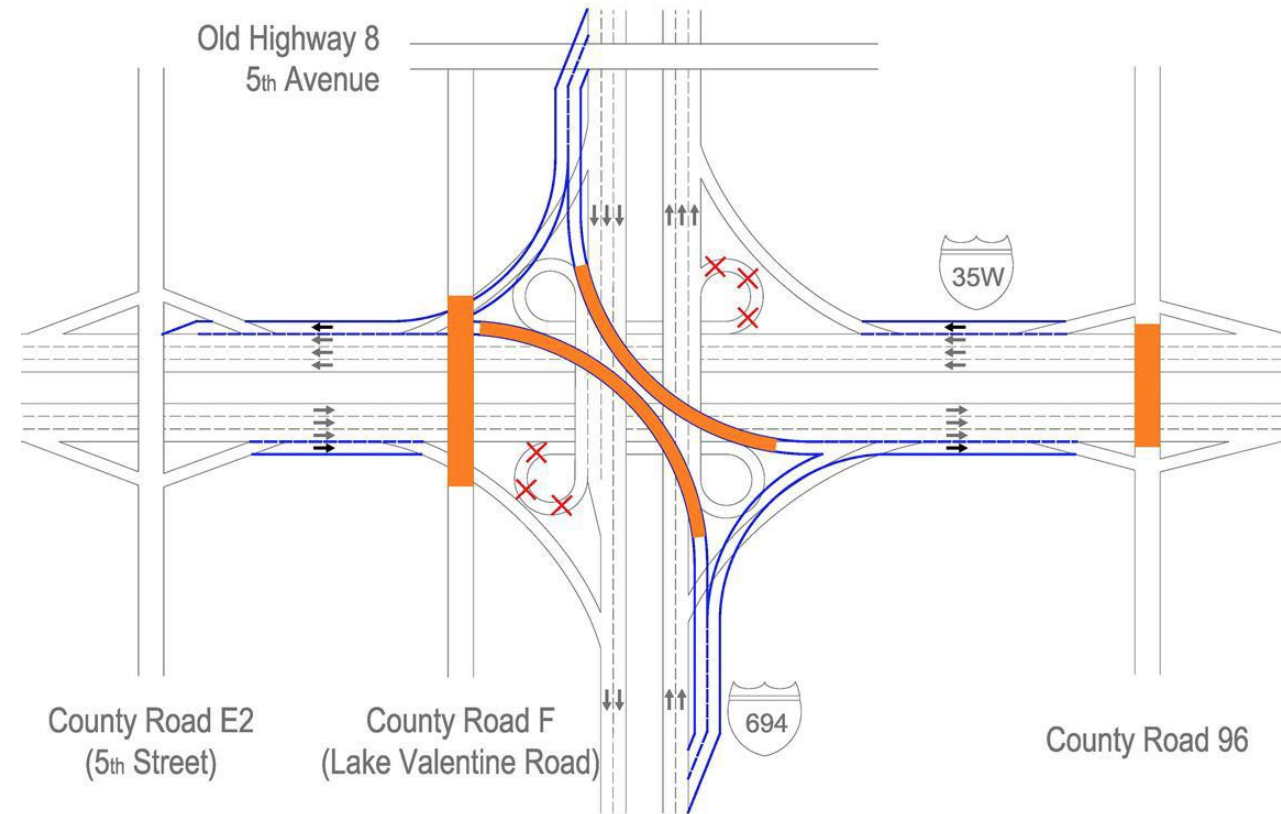 Old Highway 8
5th Avenue
35W
County Road E2
(5th Street)
County Road F
(Lake Valentine Road)
694
County Road 96